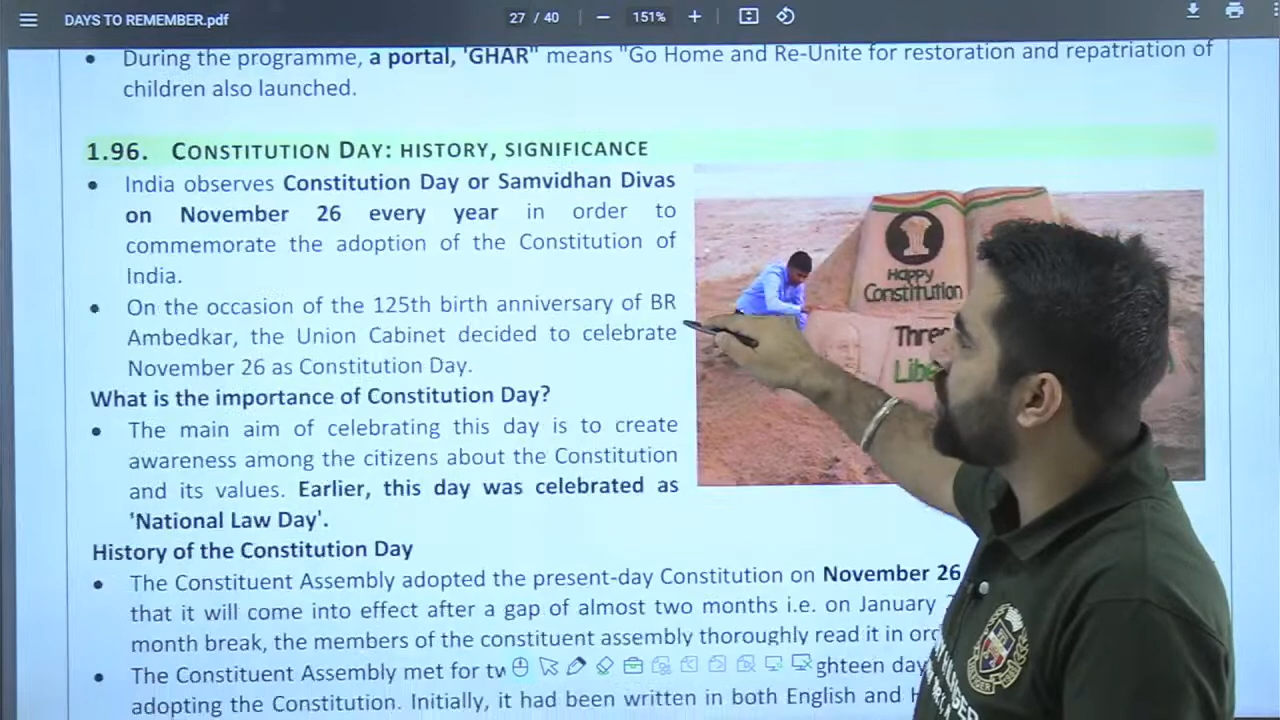 DAYS TO REMEMBER.pdf
27 / 40
151%
During the programme, a portal, 'GHAR" means "Go Home and Re-Unite for restoration and repatriation of
children also launched.
1.96. CONSTITUTION DAY: HISTORY, SIGNIFICANCE
India observes Constitution Day or Samvidhan Divas
on November 26 every year in order to
commemorate the adoption of the Constitution of
India.
On the occasion of the 125th birth anniversary of BR
Ambedkar, the Union Cabinet decided to celebrate
November 26 as Constitution Day.
What is the importance of Constitution Day?
The main aim of celebrating this day is to create
awareness among the citizens about the Constitution
and its values. Earlier, this day was celebrated as
'National Law Day'.
Happy
Constitution
History of the Constitution Day
The Constituent Assembly adopted the present-day Constitution on November 26
that it will come into effect after a gap of almost two months i.e. on January
month break, the members of the constituent assembly thoroughly read it in
The Constituent Assembly met for
adopting the Constitution. Initially, it had been written in both English and